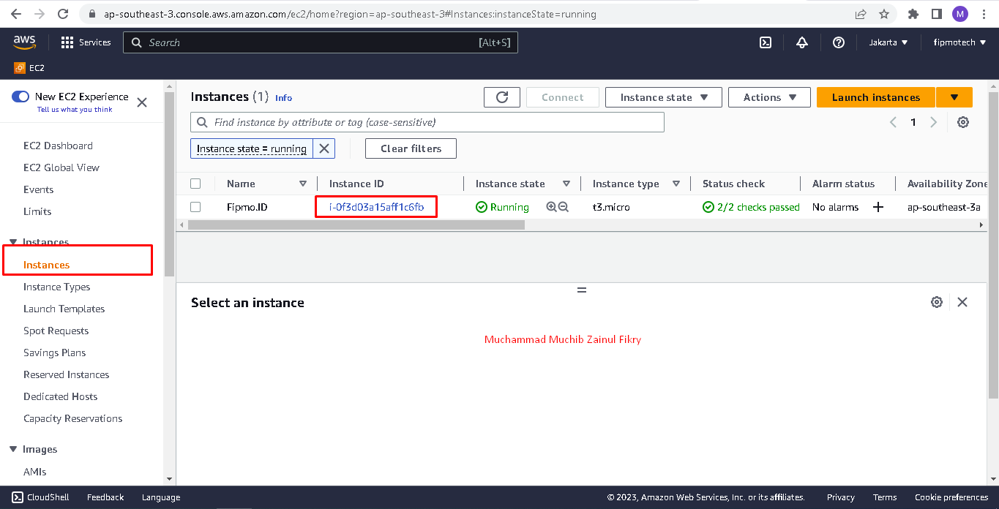 ap-southeast-3.console.aws.amazon.com/ec2/home?region=ap-southeast-3#Instances:instanceState=running
M
aws
Services
Search
[Alt+S]
Jakarta
fipmotech
EC2
New EC2 Experience
Tell us what you think
EC2 Dashboard
EC2 Global View
Events
Limits
Instances
Instances
Instance Types
Launch Templates
Spot Requests
Savings Plans
Reserved Instances
Dedicated Hosts
Capacity Reservations
Images
AMIs
Instances (1) Info
Connect
Instance state
Actions
Launch instances
Find instance by attribute or tag (case-sensitive)
1
Instance state = running
Clear filters
Name Instance ID Instance state Instance type Status check Alarm status Availability Zone
Fipmo.ID i-0f3d03a15aff1c6fb Running t3.micro 2/2 checks passed No alarms ap-southeast-3a
Select an instance
Muchammad Muchib Zainul Fikry
CloudShell Feedback Language © 2023, Amazon Web Services, Inc. or its affiliates. Privacy Terms Cookie preferences